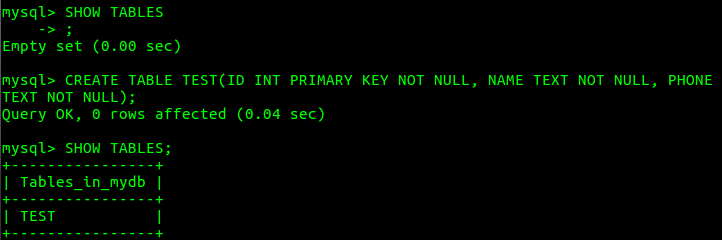 mysql> SHOW TABLES
    -> ;
Empty set (0.00 sec)
mysql> CREATE TABLE TEST(ID INT PRIMARY KEY NOT NULL, NAME TEXT NOT NULL, PHONE
TEXT NOT NULL);
Query OK, 0 rows affected (0.04 sec)
mysql> SHOW TABLES;
+----------------+
| Tables_in_mydb |
+----------------+
| TEST           |
+----------------+